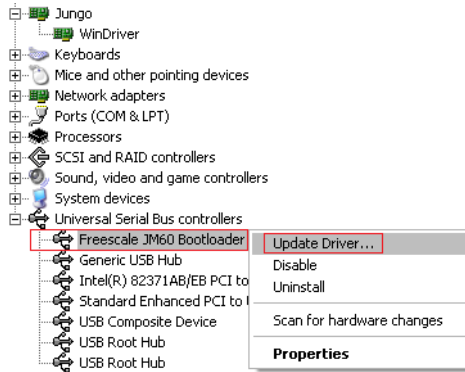 Jungo
WinDriver
Keyboards
Mice and other pointing devices
Network adapters
Ports (COM & LPT)
Processors
SCSI and RAID controllers
Sound, video and game controllers
System devices
Universal Serial Bus controllers
Freescale JM60 Bootloader
Generic USB Hub
Intel(R) 82371AB/EB PCI to
Standard Enhanced PCI to
USB Composite Device
USB Root Hub
USB Root Hub
Update Driver...
Disable
Uninstall
Scan for hardware changes
Properties